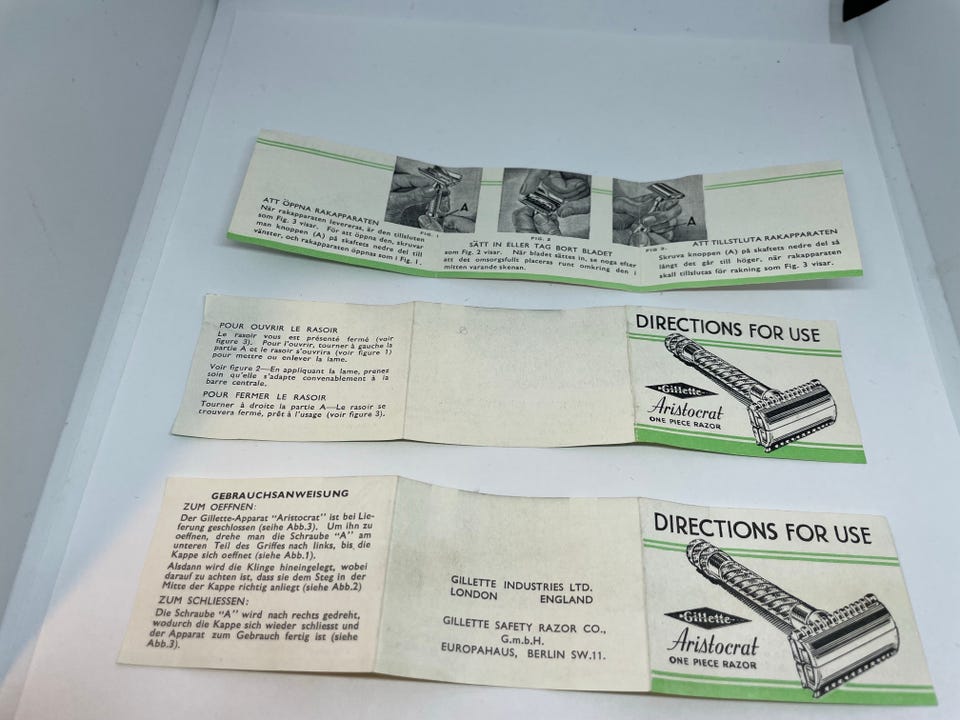 ATT ÖPPNA RAKAPPARATEN
När rakapparaten levereras, är den tillsluten
som Fig. 3 visar. För att öppna den, skruvar
man knoppen (A) på skaftets nedre del till
vänster, och rakapparaten öppnas som i Fig. 1.
A
FIG. 1
FIG. 2
SÄTT IN ELLER TAG BORT BLADET
som Fig. 2 visar. När bladet sättes in, se noga efter
att det omsorgsfullt placeras runt omkring den i
mitten varande skenan.
A
FIG. 3.
ATT TILLSTUTA RAKAPPARATEN
Skruva knoppen (A) på skaftets nedre del så
långt det går till höger, när rakapparaten
skall tillslutas för rakning som Fig. 3 visar.
POUR OUVRIR LE RASOIR
Le rasoir vous est présenté fermé (voir
figure 3). Pour l'ouvrir, tourner à gauche la
partie A et le rasoir s'ouvrira (voir figure 1)
pour mettre ou enlever la lame.
Voir figure 2—En appliquant la lame, prenez
soin qu'elle s'adapte convenablement à la
barre centrale.
POUR FERMER LE RASOIR
Tourner à droite la partie A—Le rasoir se
trouvera fermé, prêt à l'usage (voir figure 3).
DIRECTIONS FOR USE
Gillette
Aristocrat
ONE PIECE RAZOR
GEBRAUCHSANWEISUNG
ZUM OEFFNEN:
Der Gillette-Apparat "Aristocrat" ist bei Lie-
ferung geschlossen (seihe Abb.3). Um ihn zu
oeffnen, drehe man die Schraube "A" am
unteren Teil des Griffes nach links, bis die
Kappe sich oeffnet (siehe Abb.1).
Alsdann wird die Klinge hineingelegt, wobei
darauf zu achten ist, dass sie dem Steg in der
Mitte der Kappe richtig anliegt (siehe Abb.2)
ZUM SCHLIESSEN:
Die Schraube "A" wird nach rechts gedreht,
wodurch die Kappe sich wieder schliesst und
der Apparat zum Gebrauch fertig ist (siehe
Abb.3).
GILLETTE INDUSTRIES LTD.
LONDON ENGLAND
GILLETTE SAFETY RAZOR CO.,
G.m.b.H.
EUROPAHAUS, BERLIN SW.11.
DIRECTIONS FOR USE
Gillette
Aristocrat
ONE PIECE RAZOR